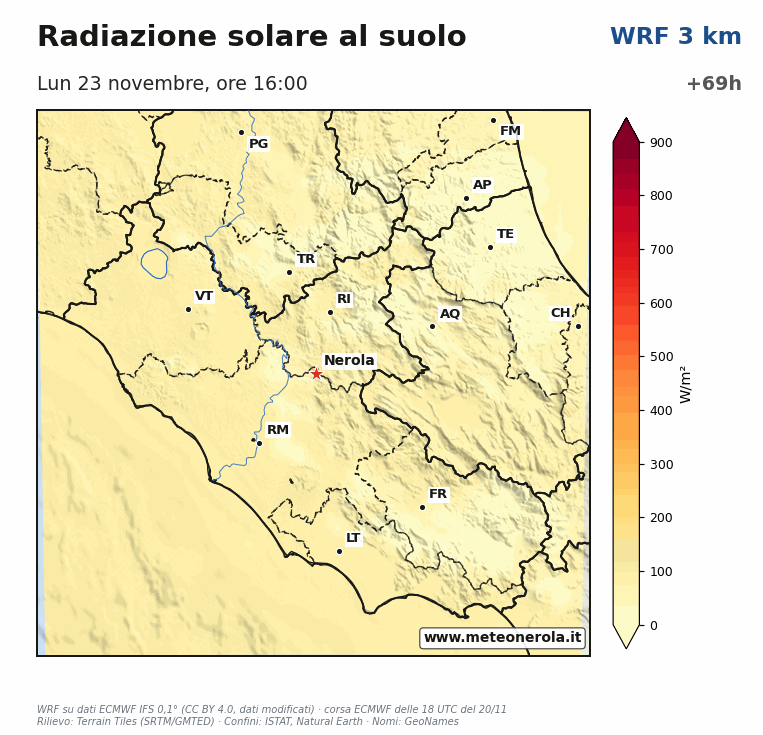 Radiazione solare al suolo
WRF 3 km
Lun 23 novembre, ore 16:00
+69h
PG
FM
AP
TE
TR
RI
VT
AQ
CH
Nerola
RM
FR
LT
www.meteonerola.it
900
800
700
600
500
400
300
200
100
0
W/m²
WRF su dati ECMWF IFS 0,1° (CC BY 4.0, dati modificati) · corsa ECMWF delle 18 UTC del 20/11
Rilievo: Terrain Tiles (SRTM/GMTED) · Confini: ISTAT, Natural Earth · Nomi: GeoNames